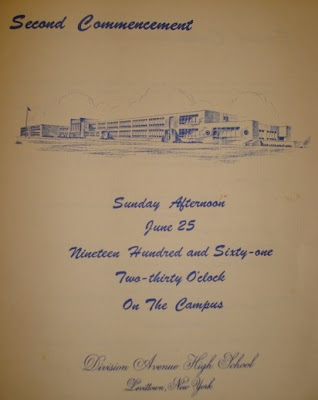 Second Commencement
Sunday Afternoon
June 25
Nineteen Hundred and Sixty-one
Two-thirty O'clock
On The Campus
Division Avenue High School
Levittown, New York